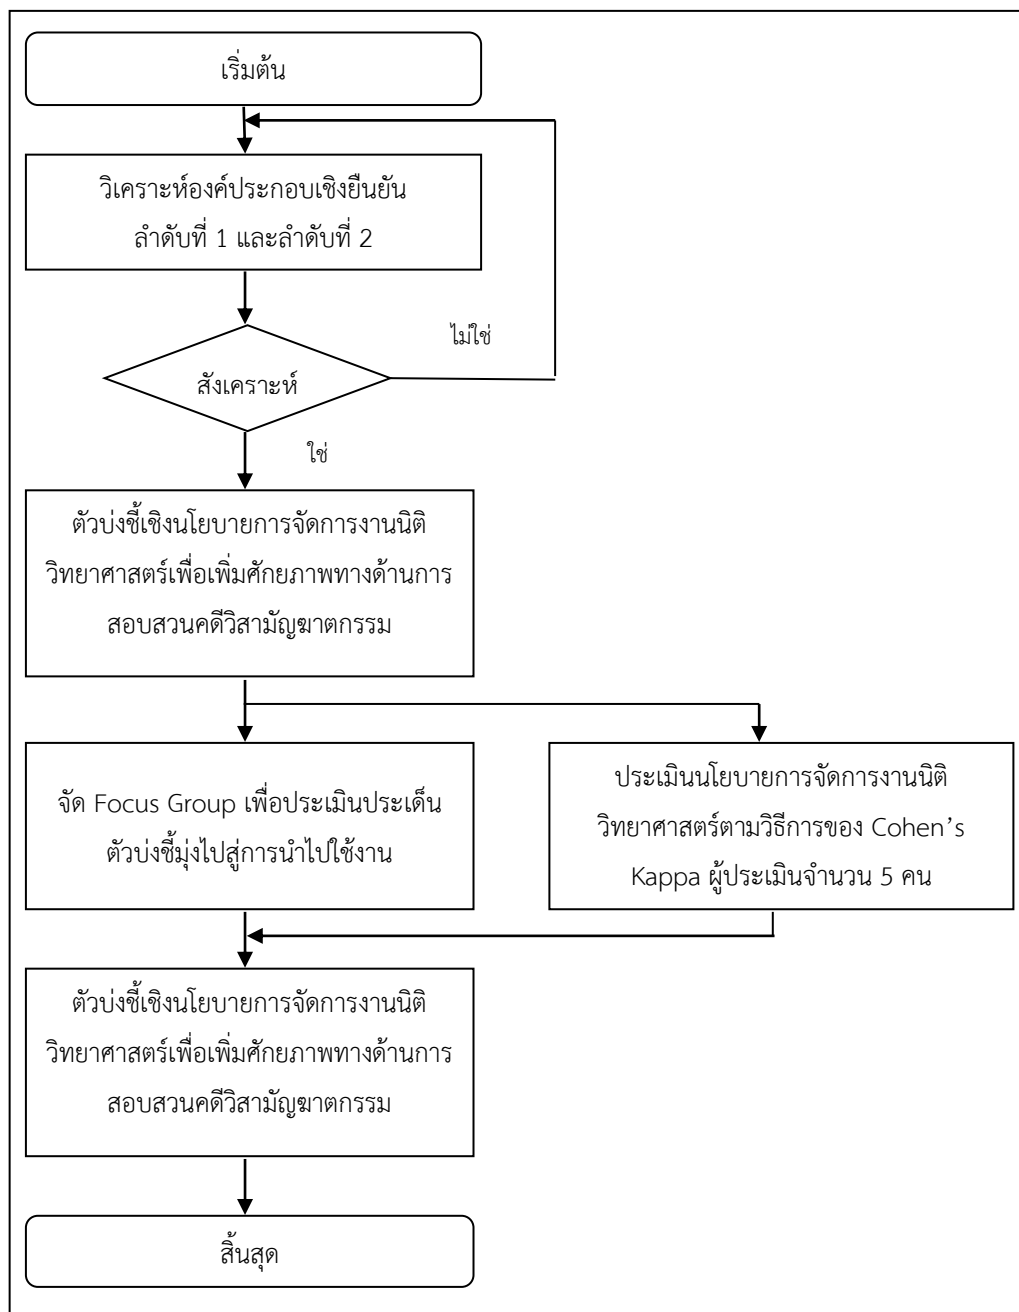 เริ่มต้น
วิเคราะห์องค์ประกอบเชิงยืนยัน
ลำดับที่ 1 และลำดับที่ 2
ไม่ใช่
สังเคราะห์
ใช่
ตัวบ่งชี้เชิงนโยบายการจัดการงานนิติ
วิทยาศาสตร์เพื่อเพิ่มศักยภาพทางด้านการ
สอบสวนคดีวิสามัญฆาตกรรม
จัด Focus Group เพื่อประเมินประเด็น
ตัวบ่งชี้มุ่งไปสู่การนำไปใช้งาน
ประเมินนโยบายการจัดการงานนิติ
วิทยาศาสตร์ตามวิธีการของ Cohen’s
Kappa ผู้ประเมินจำนวน 5 คน
ตัวบ่งชี้เชิงนโยบายการจัดการงานนิติ
วิทยาศาสตร์เพื่อเพิ่มศักยภาพทางด้านการ
สอบสวนคดีวิสามัญฆาตกรรม
สิ้นสุด